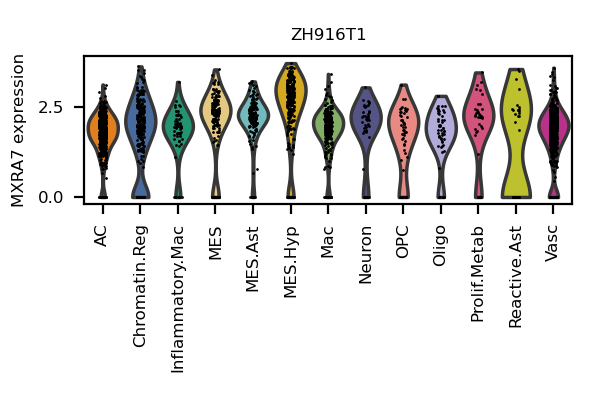 ZH916T1
MXRA7 expression
2.5
0.0
AC
Chromatin.Reg
Inflammatory.Mac
MES
MES.Ast
MES.Hyp
Mac
Neuron
OPC
Oligo
Prolif.Metab
Reactive.Ast
Vasc